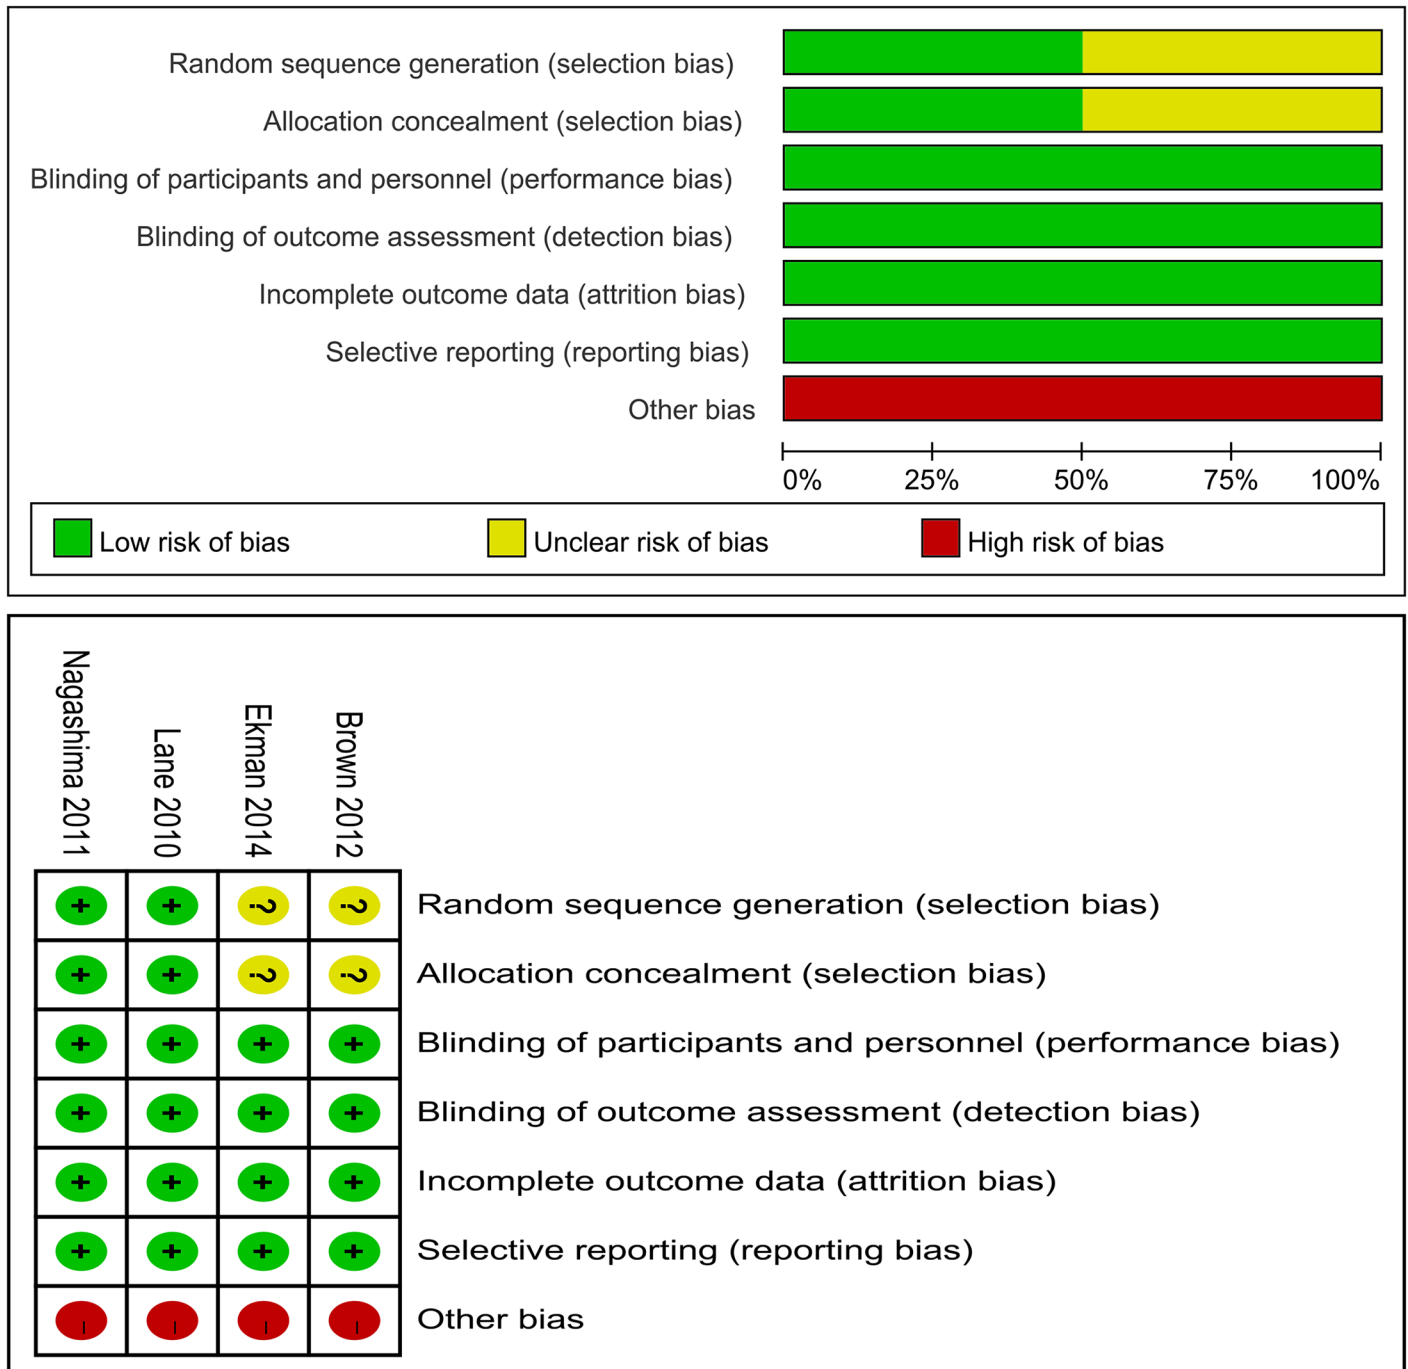 Random sequence generation (selection bias)
Allocation concealment (selection bias)
Blinding of participants and personnel (performance bias)
Blinding of outcome assessment (detection bias)
Incomplete outcome data (attrition bias)
Selective reporting (reporting bias)
Other bias
0% 25% 50% 75% 100%
Low risk of bias Unclear risk of bias High risk of bias
Nagashima 2011
Lane 2010
Ekman 2014
Brown 2012
+ + ? ? Random sequence generation (selection bias)
+ + ? ? Allocation concealment (selection bias)
+ + + + Blinding of participants and personnel (performance bias)
+ + + + Blinding of outcome assessment (detection bias)
+ + + + Incomplete outcome data (attrition bias)
+ + + + Selective reporting (reporting bias)
– – – – Other bias